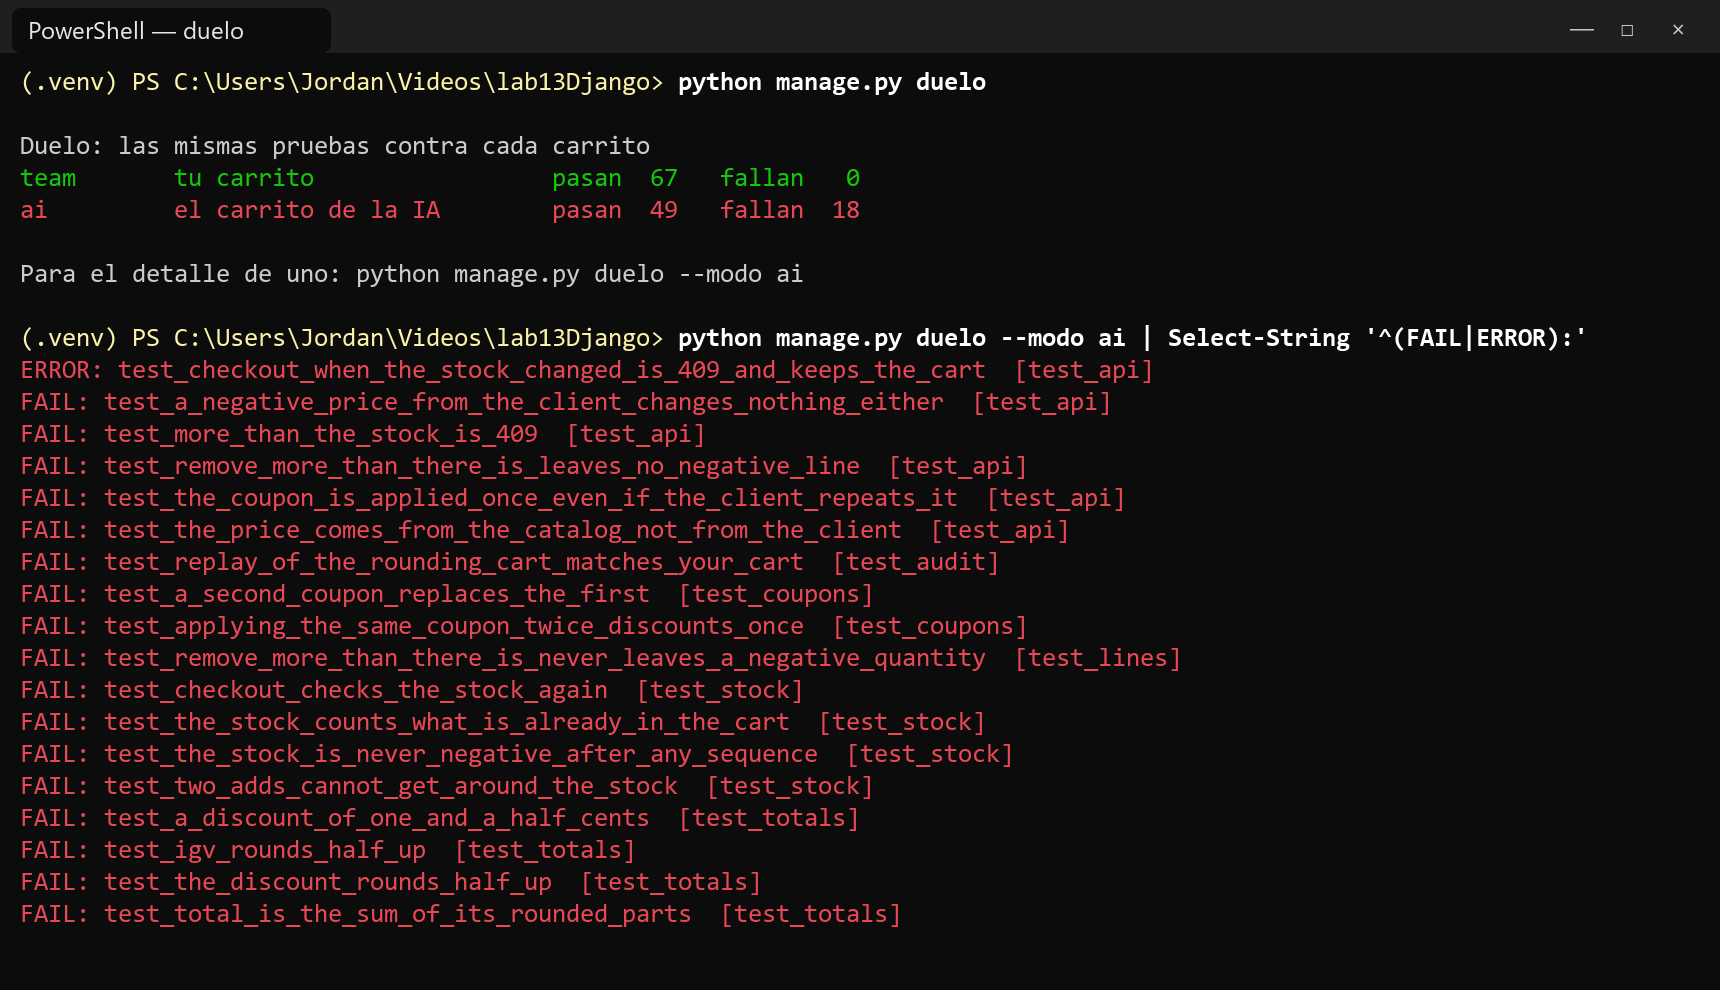 PowerShell — duelo
(.venv) PS C:\Users\Jordan\Videos\lab13Django> python manage.py duelo
Duelo: las mismas pruebas contra cada carrito
team tu carrito pasan 67 fallan 0
ai el carrito de la IA pasan 49 fallan 18
Para el detalle de uno: python manage.py duelo --modo ai
(.venv) PS C:\Users\Jordan\Videos\lab13Django> python manage.py duelo --modo ai | Select-String '^(FAIL|ERROR):'
ERROR: test_checkout_when_the_stock_changed_is_409_and_keeps_the_cart [test_api]
FAIL: test_a_negative_price_from_the_client_changes_nothing_either [test_api]
FAIL: test_more_than_the_stock_is_409 [test_api]
FAIL: test_remove_more_than_there_is_leaves_no_negative_line [test_api]
FAIL: test_the_coupon_is_applied_once_even_if_the_client_repeats_it [test_api]
FAIL: test_the_price_comes_from_the_catalog_not_from_the_client [test_api]
FAIL: test_replay_of_the_rounding_cart_matches_your_cart [test_audit]
FAIL: test_a_second_coupon_replaces_the_first [test_coupons]
FAIL: test_applying_the_same_coupon_twice_discounts_once [test_coupons]
FAIL: test_remove_more_than_there_is_never_leaves_a_negative_quantity [test_lines]
FAIL: test_checkout_checks_the_stock_again [test_stock]
FAIL: test_the_stock_counts_what_is_already_in_the_cart [test_stock]
FAIL: test_the_stock_is_never_negative_after_any_sequence [test_stock]
FAIL: test_two_adds_cannot_get_around_the_stock [test_stock]
FAIL: test_a_discount_of_one_and_a_half_cents [test_totals]
FAIL: test_igv_rounds_half_up [test_totals]
FAIL: test_the_discount_rounds_half_up [test_totals]
FAIL: test_total_is_the_sum_of_its_rounded_parts [test_totals]